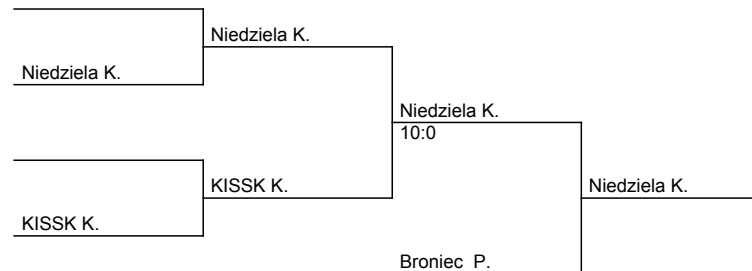 Niedziela K.
Niedziela K.
Niedziela K.
10:0
KISSK K.
Niedziela K.
KISSK K.
Broniec  P.